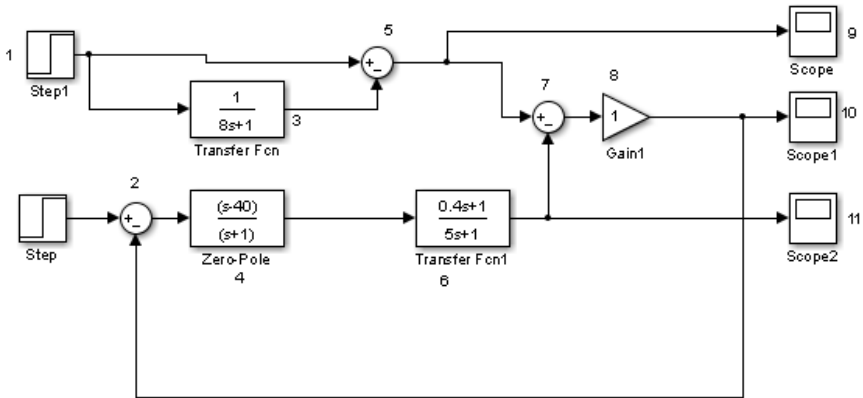 5
9
1
+
−
Scope
Step1
7
8
1
8s+1
3
+
−
1
10
Transfer Fcn
Gain1
Scope1
2
+
−
(s-40)
(s+1)
0.4s+1
5s+1
11
Step
Zero-Pole
Transfer Fcn1
Scope2
4
6